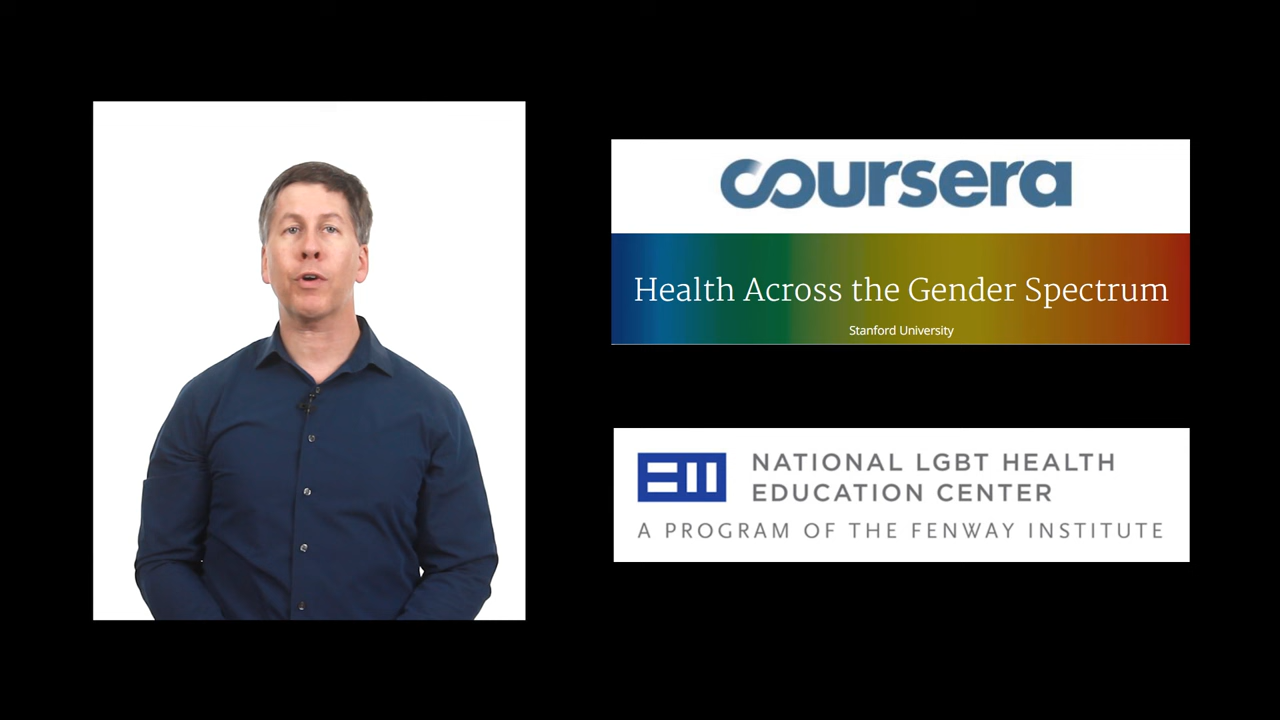 coursera
Health Across the Gender Spectrum
Stanford University
NATIONAL LGBT HEALTH
EDUCATION CENTER
A PROGRAM OF THE FENWAY INSTITUTE